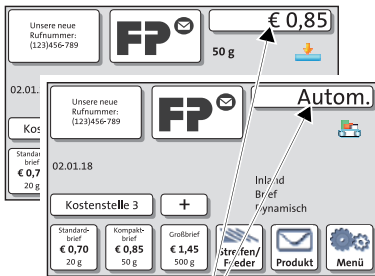 Unsere neue
Rufnummer:
(123)456-789
FP
€ 0,85
50 g
02.01.
Kos
Standar
brief
€ 0,7
20 g
Unsere neue
Rufnummer:
(123)456-789
FP
Autom.
02.01.18
Inland
Brief
Dynamisch
Kostenstelle 3
+
Standard-
brief
€ 0,70
20 g
Kompakt-
brief
€ 0,85
50 g
Großbrief
€ 1,45
500 g
Streifen/
Feeder
Produkt
Menü